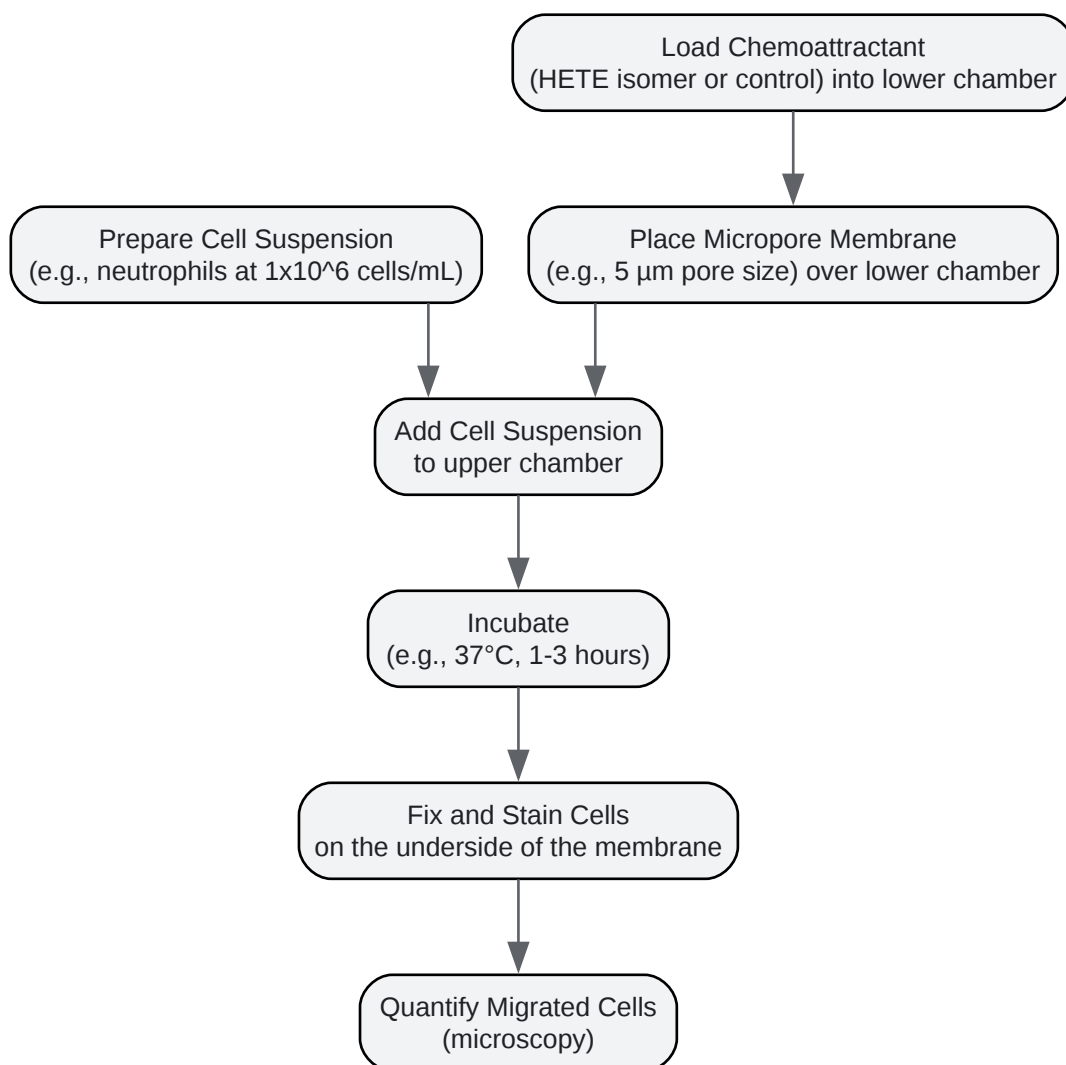 Load Chemoattractant
(HETE isomer or control) into lower chamber
Prepare Cell Suspension
(e.g., neutrophils at 1x10^6 cells/mL)
Place Micropore Membrane
(e.g., 5 µm pore size) over lower chamber
Add Cell Suspension
to upper chamber
Incubate
(e.g., 37°C, 1-3 hours)
Fix and Stain Cells
on the underside of the membrane
Quantify Migrated Cells
(microscopy)